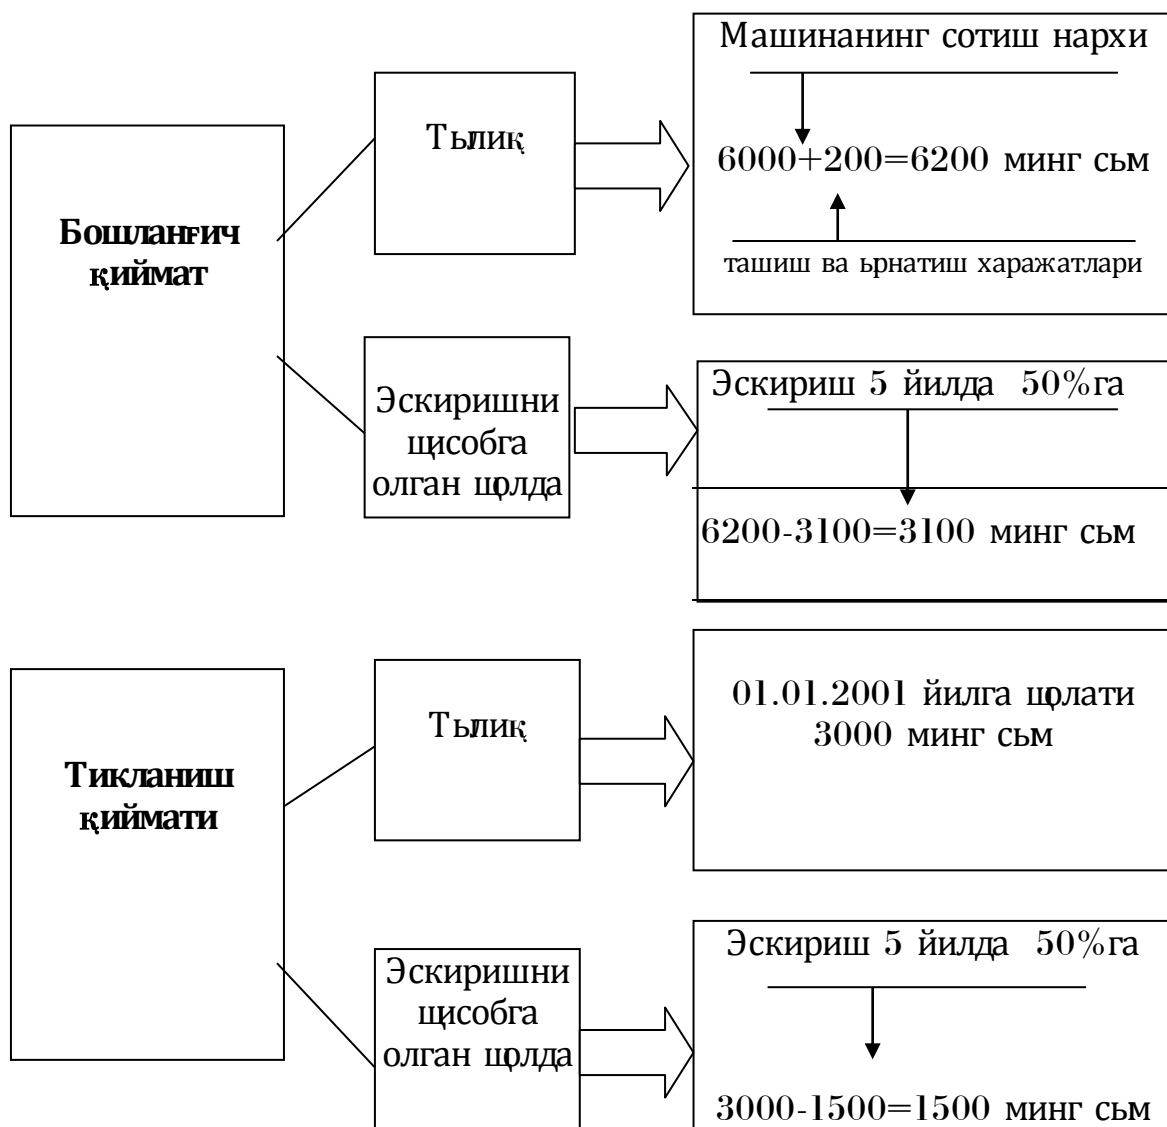 Бошланғич
қиймат
Тьлиқ
Машинанинг сотиш нархи
6000+200=6200 минг сьм
ташиш ва ьрнатиш харажатлари
Эскиришни
щисобга
олган щолда
Эскириш 5 йилда 50%га
6200-3100=3100 минг сьм
Тикланиш
қиймати
Тьлиқ
01.01.2001 йилга щолати
3000 минг сьм
Эскиришни
щисобга
олган щолда
Эскириш 5 йилда 50%га
3000-1500=1500 минг сьм